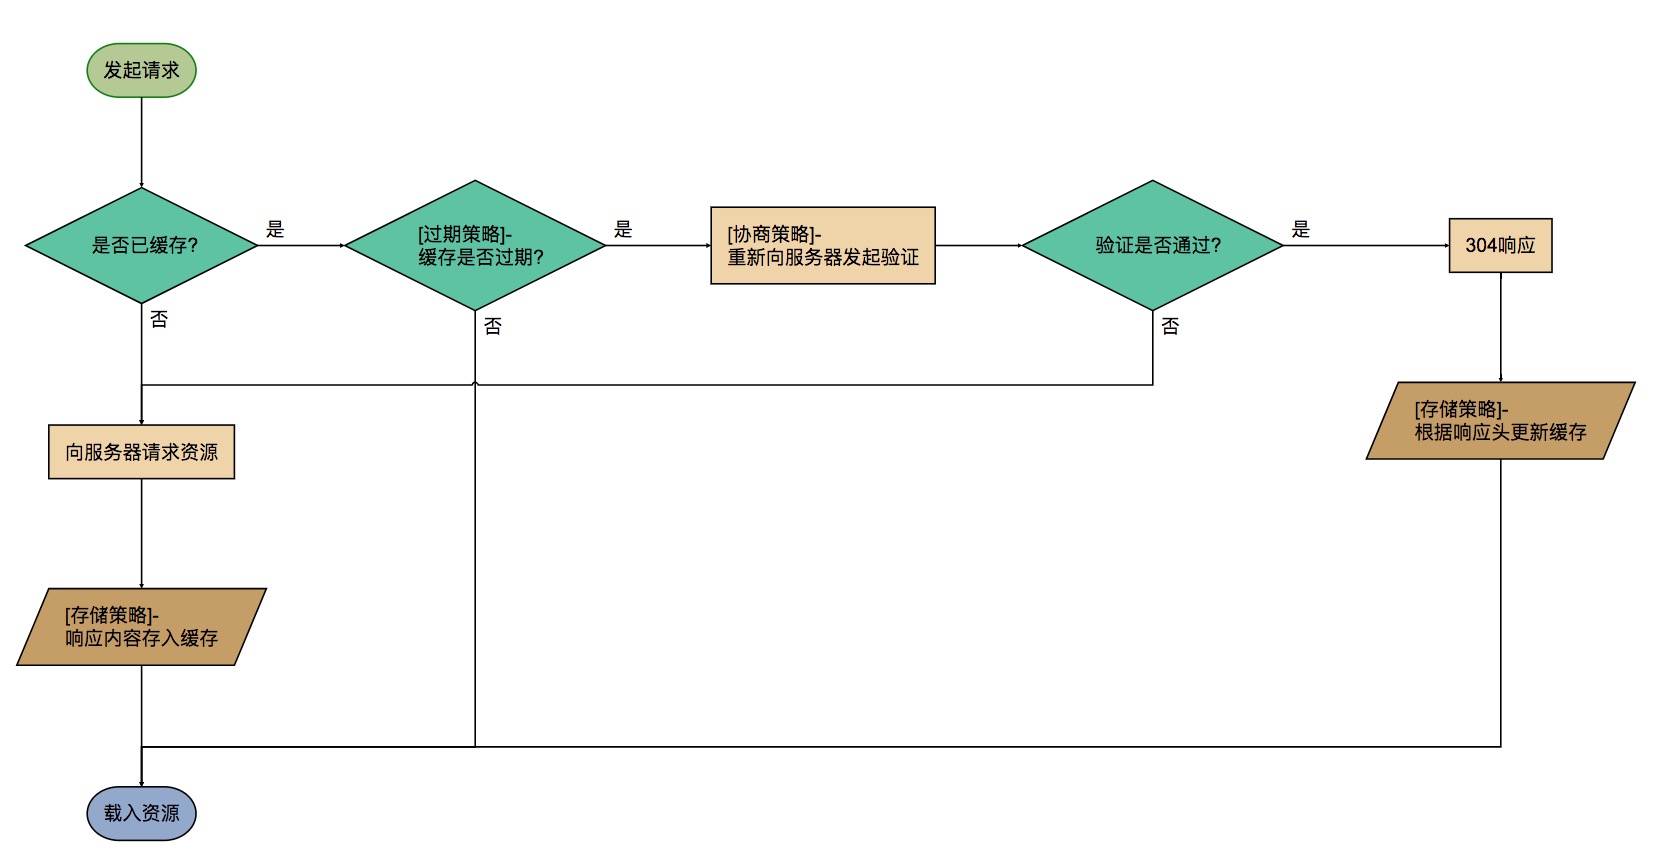 发起请求
是否已缓存?
是
[过期策略]-
缓存是否过期?
是
[协商策略]-
重新向服务器发起验证
验证是否通过?
是
304响应
否
否
否
[存储策略]-
根据响应头更新缓存
向服务器请求资源
[存储策略]-
响应内容存入缓存
载入资源